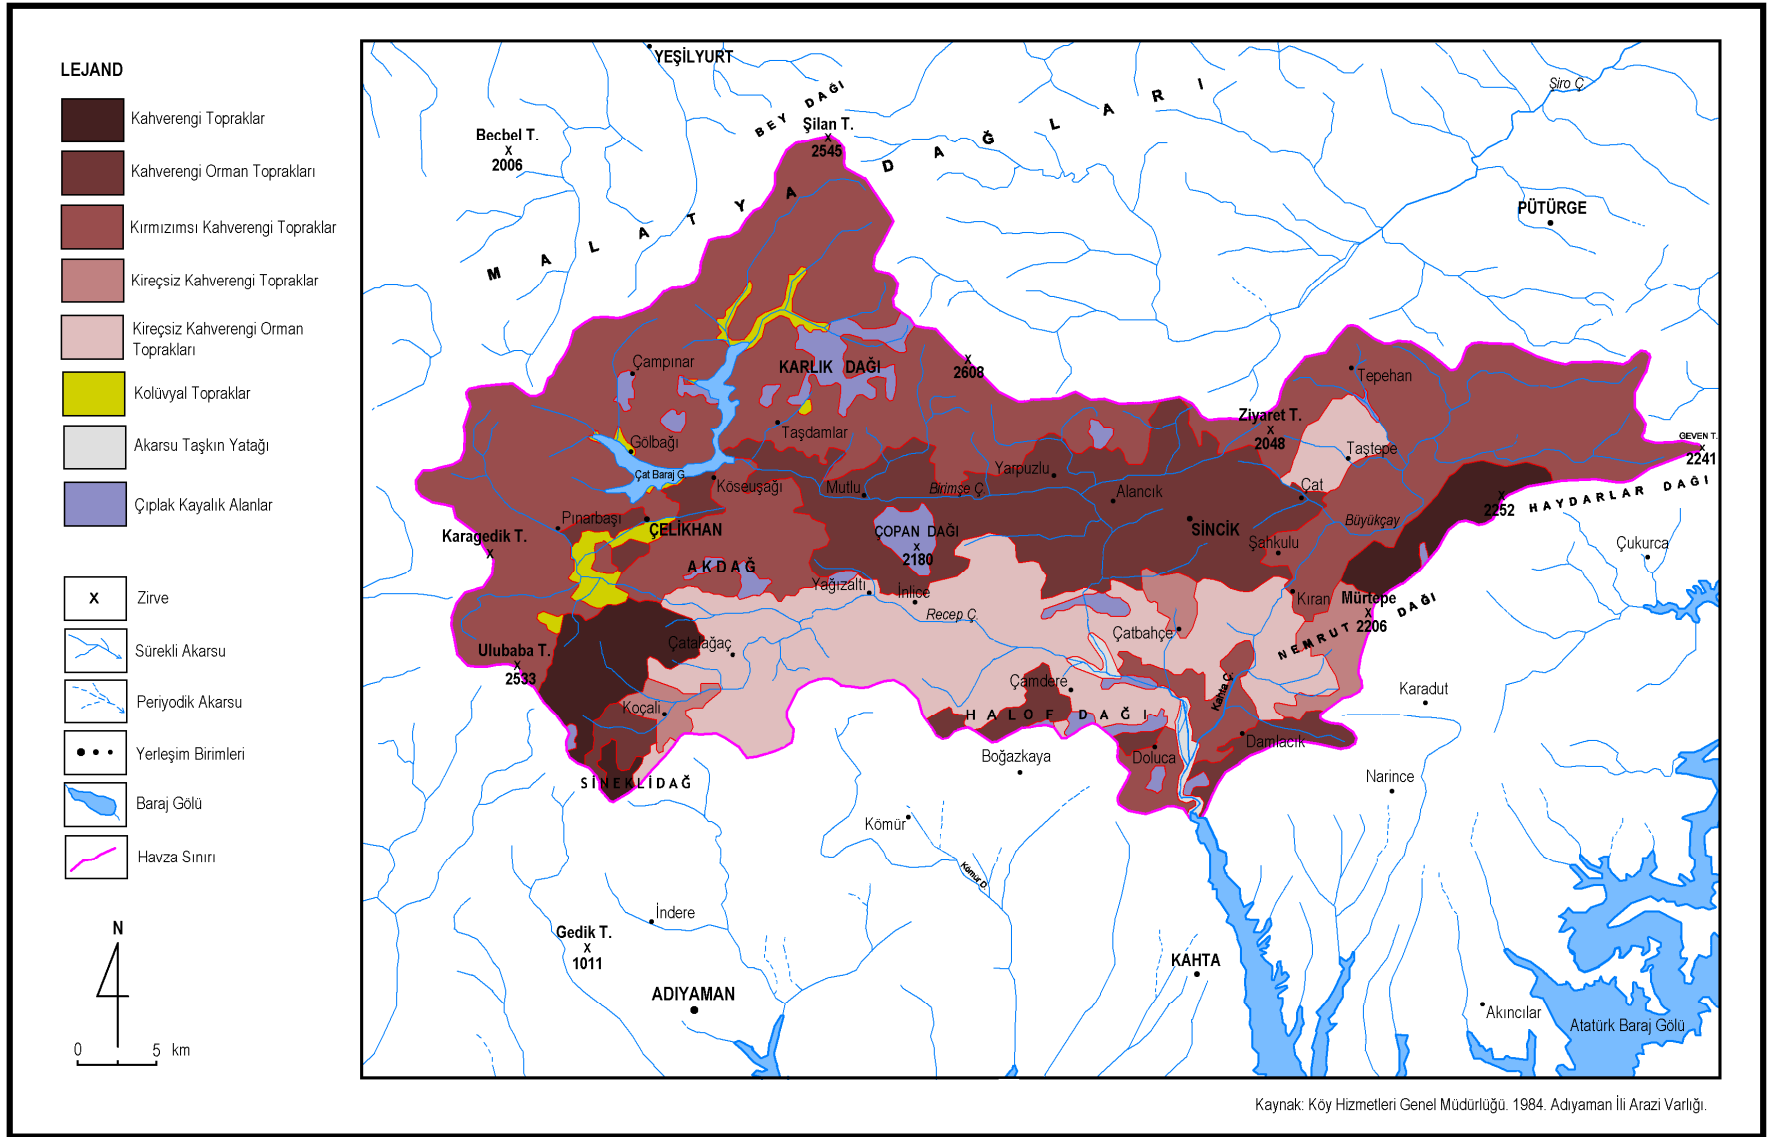 LEJAND
Kahverengi Topraklar
Kahverengi Orman Toprakları
Kırmızımsı Kahverengi Topraklar
Kireçsiz Kahverengi Topraklar
Kireçsiz Kahverengi Orman
Toprakları
Kolüvyal Topraklar
Akarsu Taşkın Yatağı
Çıplak Kayalık Alanlar
x Zirve
Sürekli Akarsu
Periyodik Akarsu
Yerleşim Birimleri
Baraj Gölü
Havza Sınırı
N
0 5 km
YEŞİLYURT
BEY DAĞI
Şilan T.
x
2545
Becbel T.
x
2006
MALATYA DAĞLARI
Şiro Ç.
PÜTÜRGE
Çampınar
KARLIK DAĞI
x
2608
Tepehan
Ziyaret T.
x
2048
Taştepe
GEVEN T.
x
2241
Gölbağı
Taşdamlar
Çat Baraj G.
Köseuşağı
Mutlu
Birimşe Ç.
Yarpuzlu
Alancık
Çat
x
2252
HAYDARLAR DAĞI
Pınarbaşı
ÇELİKHAN
ÇOPAN DAĞI
x
2180
SİNCİK
Büyükçay
Şahkulu
Çukurca
Karagedik T.
x
AKDAĞ
Yağızaltı
İnlice
Recep Ç.
Kıran
Mürtepe
x
2206
NEMRUT DAĞI
Ulubaba T.
x
2533
Çatalağaç
Çatbahçe
Çamdere
Kahta Ç.
Karadut
Koçali
HALOF DAĞI
Damlacık
Boğazkaya
Doluca
Narince
SİNEKLİDAĞ
Kömür
Kömür D.
İndere
Gedik T.
x
1011
ADIYAMAN
KAHTA
Akıncılar
Atatürk Baraj Gölü
Kaynak: Köy Hizmetleri Genel Müdürlüğü. 1984. Adıyaman İli Arazi Varlığı.